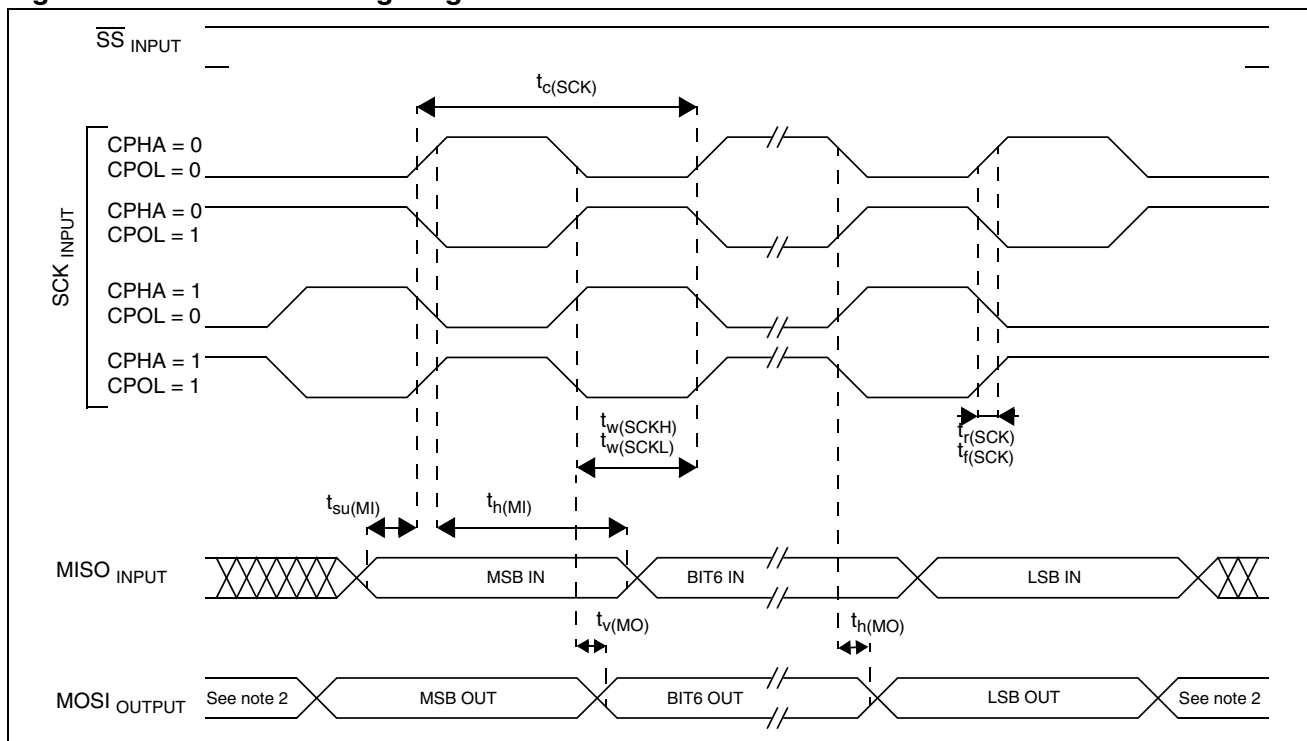 SS INPUT
tc(SCK)
SCK INPUT
CPHA = 0
CPOL = 0
CPHA = 0
CPOL = 1
CPHA = 1
CPOL = 0
CPHA = 1
CPOL = 1
tw(SCKH)
tw(SCKL)
tr(SCK)
tf(SCK)
tsu(MI)
th(MI)
MISO INPUT
MSB IN
BIT6 IN
LSB IN
tv(MO)
th(MO)
MOSI OUTPUT
See note 2
MSB OUT
BIT6 OUT
LSB OUT
See note 2